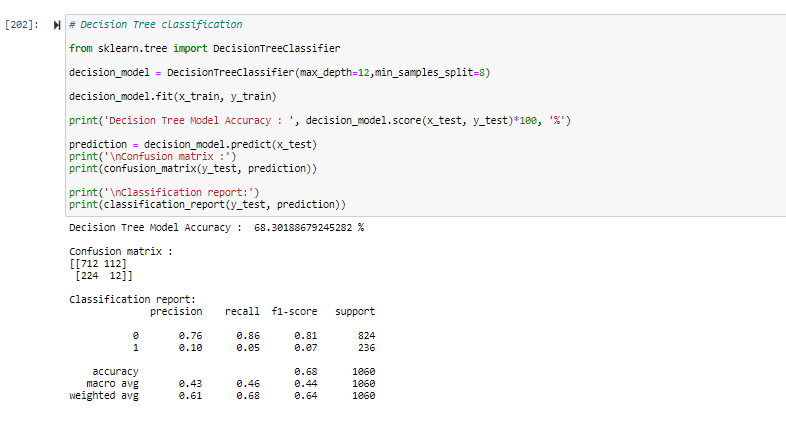 [202]: # Decision Tree classification
from sklearn.tree import DecisionTreeClassifier
decision_model = DecisionTreeClassifier(max_depth=12,min_samples_split=8)
decision_model.fit(x_train, y_train)
print('Decision Tree Model Accuracy : ', decision_model.score(x_test, y_test)*100, '%')
prediction = decision_model.predict(x_test)
print('\nConfusion matrix :')
print(confusion_matrix(y_test, prediction))
print('\nClassification report:')
print(classification_report(y_test, prediction))
Decision Tree Model Accuracy :  68.30188679245282 %
Confusion matrix :
[[712 112]
 [224  12]]
Classification report:
              precision    recall  f1-score   support
           0       0.76      0.86      0.81       824
           1       0.10      0.05      0.07       236
    accuracy                           0.68      1060
   macro avg       0.43      0.46      0.44      1060
weighted avg       0.61      0.68      0.64      1060